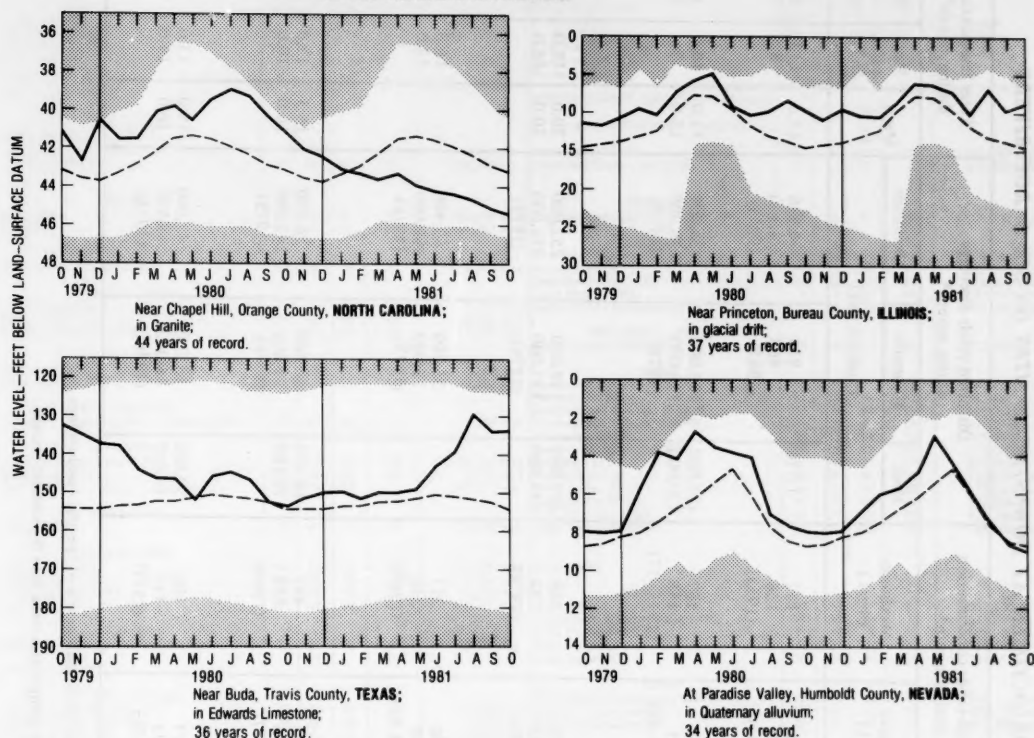 WATER LEVEL–FEET BELOW LAND–SURFACE DATUM
36
38
40
42
44
46
48
O N D J F M A M J J A S O N D J F M A M J J A S O
1979 1980 1981
Near Chapel Hill, Orange County, NORTH CAROLINA;
in Granite;
44 years of record.
0
5
10
15
20
25
30
O N D J F M A M J J A S O N D J F M A M J J A S O
1979 1980 1981
Near Princeton, Bureau County, ILLINOIS;
in glacial drift;
37 years of record.
120
130
140
150
160
170
180
190
O N D J F M A M J J A S O N D J F M A M J J A S O
1979 1980 1981
Near Buda, Travis County, TEXAS;
in Edwards Limestone;
36 years of record.
0
2
4
6
8
10
12
14
O N D J F M A M J J A S O N D J F M A M J J A S O
1979 1980 1981
At Paradise Valley, Humboldt County, NEVADA;
in Quaternary alluvium;
34 years of record.